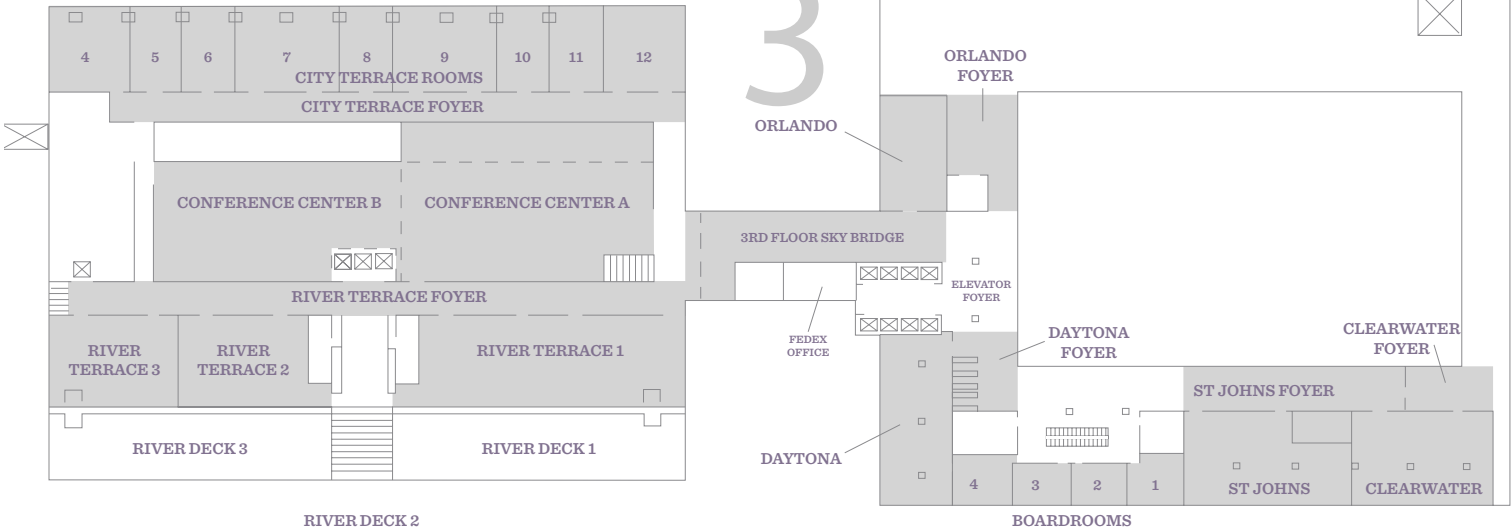 3
4 5 6 7 8 9 10 11 12
CITY TERRACE ROOMS
CITY TERRACE FOYER
CONFERENCE CENTER B
CONFERENCE CENTER A
RIVER TERRACE FOYER
RIVER
TERRACE 3
RIVER
TERRACE 2
RIVER TERRACE 1
RIVER DECK 3
RIVER DECK 1
RIVER DECK 2
ORLANDO
FOYER
ORLANDO
3RD FLOOR SKY BRIDGE
ELEVATOR
FOYER
FEDEX
OFFICE
DAYTONA
FOYER
CLEARWATER
FOYER
ST JOHNS FOYER
DAYTONA
4 3 2 1
ST JOHNS
CLEARWATER
BOARDROOMS